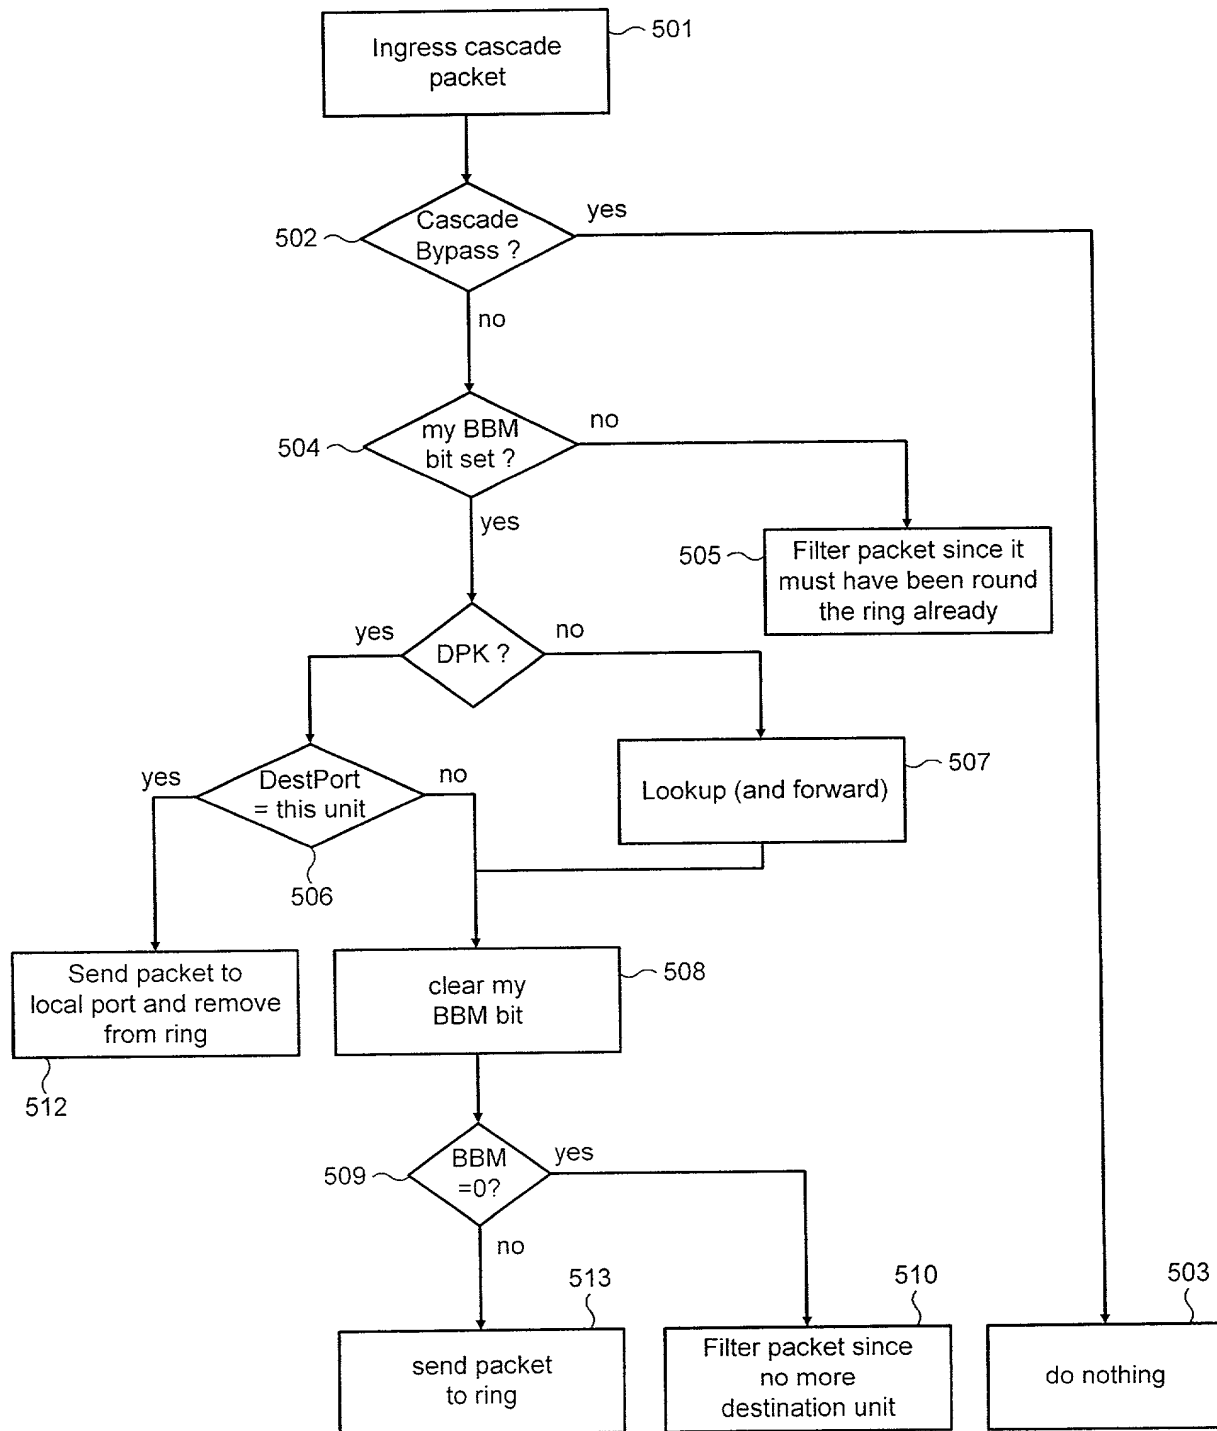 Ingress cascade
packet
501
Cascade
Bypass ?
502
yes
no
my BBM
bit set ?
504
no
yes
505
Filter packet since it
must have been round
the ring already
DPK ?
yes
no
DestPort
= this unit
yes
no
506
Lookup (and forward)
507
Send packet to
local port and remove
from ring
512
clear my
BBM bit
508
BBM
=0?
509
yes
no
513
send packet
to ring
510
Filter packet since
no more
destination unit
503
do nothing